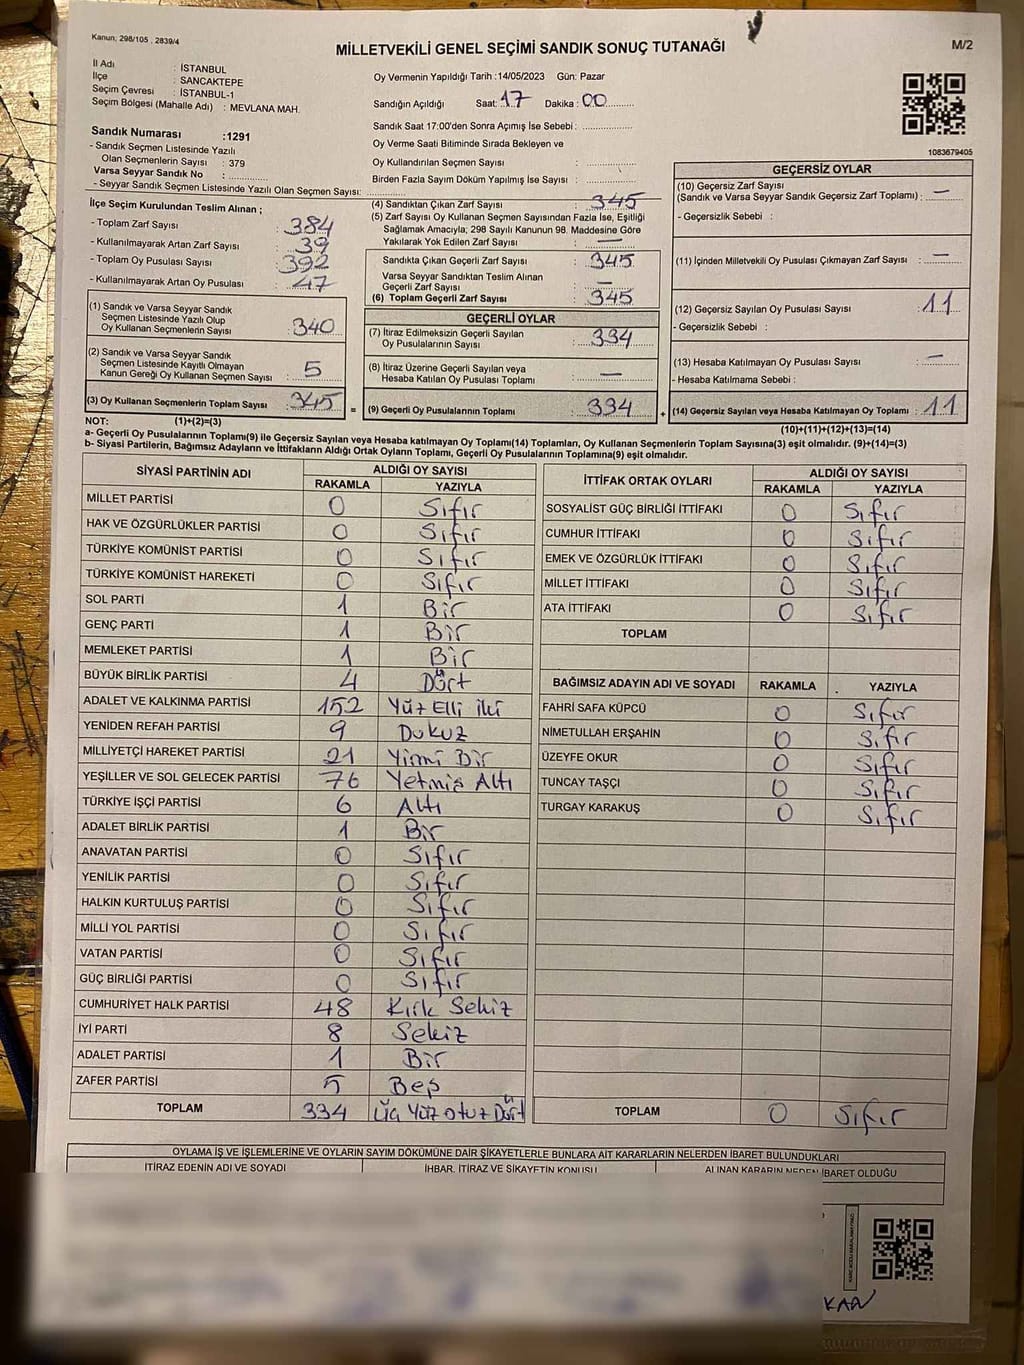 Kanun; 298/105 , 2839/4
MİLLETVEKİLİ GENEL SEÇİMİ SANDIK SONUÇ TUTANAĞI
M/2
İl Adı : İSTANBUL
İlçe : SANCAKTEPE
Seçim Çevresi : İSTANBUL-1
Seçim Bölgesi (Mahalle Adı) : MEVLANA MAH.
Sandık Numarası :1291
- Sandık Seçmen Listesinde Yazılı
Olan Seçmenlerin Sayısı : 379
Varsa Seyyar Sandık No : ..............
- Seyyar Sandık Seçmen Listesinde Yazılı Olan Seçmen Sayısı: ..............
Oy Vermenin Yapıldığı Tarih :14/05/2023 Gün: Pazar
Sandığın Açıldığı Saat: 17 Dakika : 00
Sandık Saat 17:00'den Sonra Açımış İse Sebebi : ..............
Oy Verme Saati Bitiminde Sırada Bekleyen ve
Oy Kullandırılan Seçmen Sayısı : ..............
Birden Fazla Sayım Döküm Yapılmış İse Sayısı : ..............
1083679405
İlçe Seçim Kurulundan Teslim Alınan ;
- Toplam Zarf Sayısı : 384
- Kullanılmayarak Artan Zarf Sayısı : 39
- Toplam Oy Pusulası Sayısı : 392
- Kullanılmayarak Artan Oy Pusulası : 47
(1) Sandık ve Varsa Seyyar Sandık
Seçmen Listesinde Yazılı Olup
Oy Kullanan Seçmenlerin Sayısı : 340
(2) Sandık ve Varsa Seyyar Sandık
Seçmen Listesinde Kayıtlı Olmayan
Kanun Gereği Oy Kullanan Seçmen Sayısı : 5
(3) Oy Kullanan Seçmenlerin Toplam Sayısı : 345 =
(4) Sandıktan Çıkan Zarf Sayısı : 345
(5) Zarf Sayısı Oy Kullanan Seçmen Sayısından Fazla İse, Eşitliği
Sağlamak Amacıyla; 298 Sayılı Kanunun 98. Maddesine Göre
Yakılarak Yok Edilen Zarf Sayısı : —
Sandıkta Çıkan Geçerli Zarf Sayısı : 345
Varsa Seyyar Sandıktan Teslim Alınan
Geçerli Zarf Sayısı : —
(6) Toplam Geçerli Zarf Sayısı : 345
GEÇERLİ OYLAR
(7) İtiraz Edilmeksizin Geçerli Sayılan
Oy Pusulalarının Sayısı : 334
(8) İtiraz Üzerine Geçerli Sayılan veya
Hesaba Katılan Oy Pusulası Toplamı : —
(9) Geçerli Oy Pusulalarının Toplamı : 334 +
GEÇERSİZ OYLAR
(10) Geçersiz Zarf Sayısı
(Sandık ve Varsa Seyyar Sandık Geçersiz Zarf Toplamı) : —
- Geçersizlik Sebebi :
(11) İçinden Milletvekili Oy Pusulası Çıkmayan Zarf Sayısı : —
(12) Geçersiz Sayılan Oy Pusulası Sayısı : 11
- Geçersizlik Sebebi :
(13) Hesaba Katılmayan Oy Pusulası Sayısı : —
- Hesaba Katılmama Sebebi :
(14) Geçersiz Sayılan veya Hesaba Katılmayan Oy Toplamı : 11
NOT: (1)+(2)=(3)
(10)+(11)+(12)+(13)=(14)
a- Geçerli Oy Pusulalarının Toplamı(9) ile Geçersiz Sayılan veya Hesaba katılmayan Oy Toplamı(14) Toplamları, Oy Kullanan Seçmenlerin Toplam Sayısına(3) eşit olmalıdır. (9)+(14)=(3)
b- Siyasi Partilerin, Bağımsız Adayların ve İttifakların Aldığı Ortak Oyların Toplamı, Geçerli Oy Pusulalarının Toplamına(9) eşit olmalıdır.
SİYASİ PARTİNİN ADI ALDIĞI OY SAYISI
RAKAMLA YAZIYLA
MİLLET PARTİSİ 0 Sıfır
HAK VE ÖZGÜRLÜKLER PARTİSİ 0 Sıfır
TÜRKİYE KOMÜNİST PARTİSİ 0 Sıfır
TÜRKİYE KOMÜNİST HAREKETİ 0 Sıfır
SOL PARTİ 1 Bir
GENÇ PARTİ 1 Bir
MEMLEKET PARTİSİ 1 Bir
BÜYÜK BİRLİK PARTİSİ 4 Dört
ADALET VE KALKINMA PARTİSİ 152 Yüz Elli iki
YENİDEN REFAH PARTİSİ 9 Dokuz
MİLLİYETÇİ HAREKET PARTİSİ 21 Yirmi Bir
YEŞİLLER VE SOL GELECEK PARTİSİ 76 Yetmiş Altı
TÜRKİYE İŞÇİ PARTİSİ 6 Altı
ADALET BİRLİK PARTİSİ 1 Bir
ANAVATAN PARTİSİ 0 Sıfır
YENİLİK PARTİSİ 0 Sıfır
HALKIN KURTULUŞ PARTİSİ 0 Sıfır
MİLLİ YOL PARTİSİ 0 Sıfır
VATAN PARTİSİ 0 Sıfır
GÜÇ BİRLİĞİ PARTİSİ 0 Sıfır
CUMHURİYET HALK PARTİSİ 48 Kırk Sekiz
İYİ PARTİ 8 Sekiz
ADALET PARTİSİ 1 Bir
ZAFER PARTİSİ 5 Beş
TOPLAM 334 Üç Yüz otuz Dört
İTTİFAK ORTAK OYLARI ALDIĞI OY SAYISI
RAKAMLA YAZIYLA
SOSYALİST GÜÇ BİRLİĞİ İTTİFAKI 0 Sıfır
CUMHUR İTTİFAKI 0 Sıfır
EMEK VE ÖZGÜRLÜK İTTİFAKI 0 Sıfır
MİLLET İTTİFAKI 0 Sıfır
ATA İTTİFAKI 0 Sıfır
TOPLAM
BAĞIMSIZ ADAYIN ADI VE SOYADI RAKAMLA YAZIYLA
FAHRİ SAFA KÜPCÜ 0 Sıfır
NİMETULLAH ERŞAHİN 0 Sıfır
ÜZEYFE OKUR 0 Sıfır
TUNCAY TAŞÇI 0 Sıfır
TURGAY KARAKUŞ 0 Sıfır
TOPLAM 0 Sıfır
OYLAMA İŞ VE İŞLEMLERİNE VE OYLARIN SAYIM DÖKÜMÜNE DAİR ŞİKAYETLERLE BUNLARA AİT KARARLARIN NELERDEN İBARET BULUNDUKLARI
İTİRAZ EDENİN ADI VE SOYADI İHBAR, İTİRAZ VE ŞİKAYETİN KONUSU ALINAN KARARIN NEDEN İBARET OLDUĞU
KAN